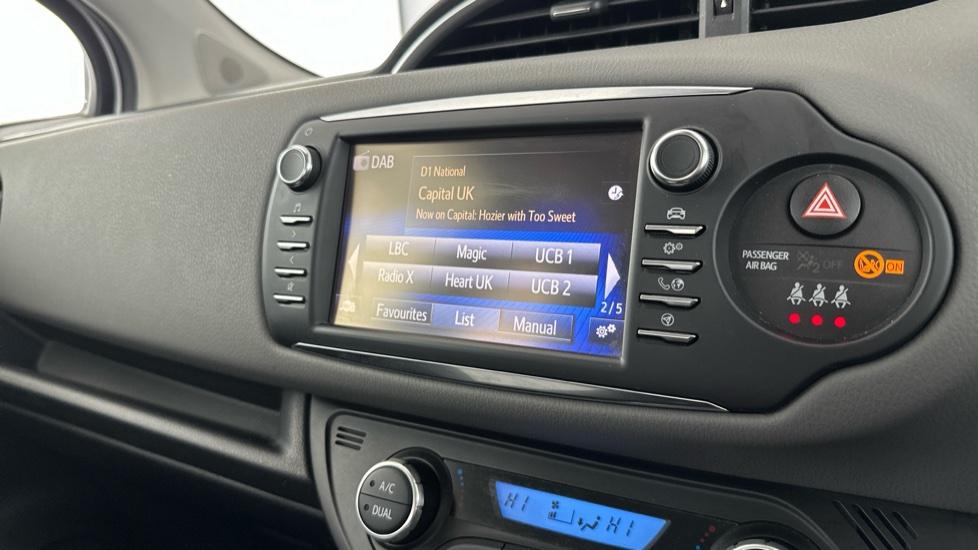 DAB
D1 National
Capital UK
Now on Capital: Hozier with Too Sweet
LBC Magic UCB 1
Radio X Heart UK UCB 2
2/5
Favourites List Manual
PASSENGER
AIR BAG
2 OFF
ON
A/C
DUAL
HI HI